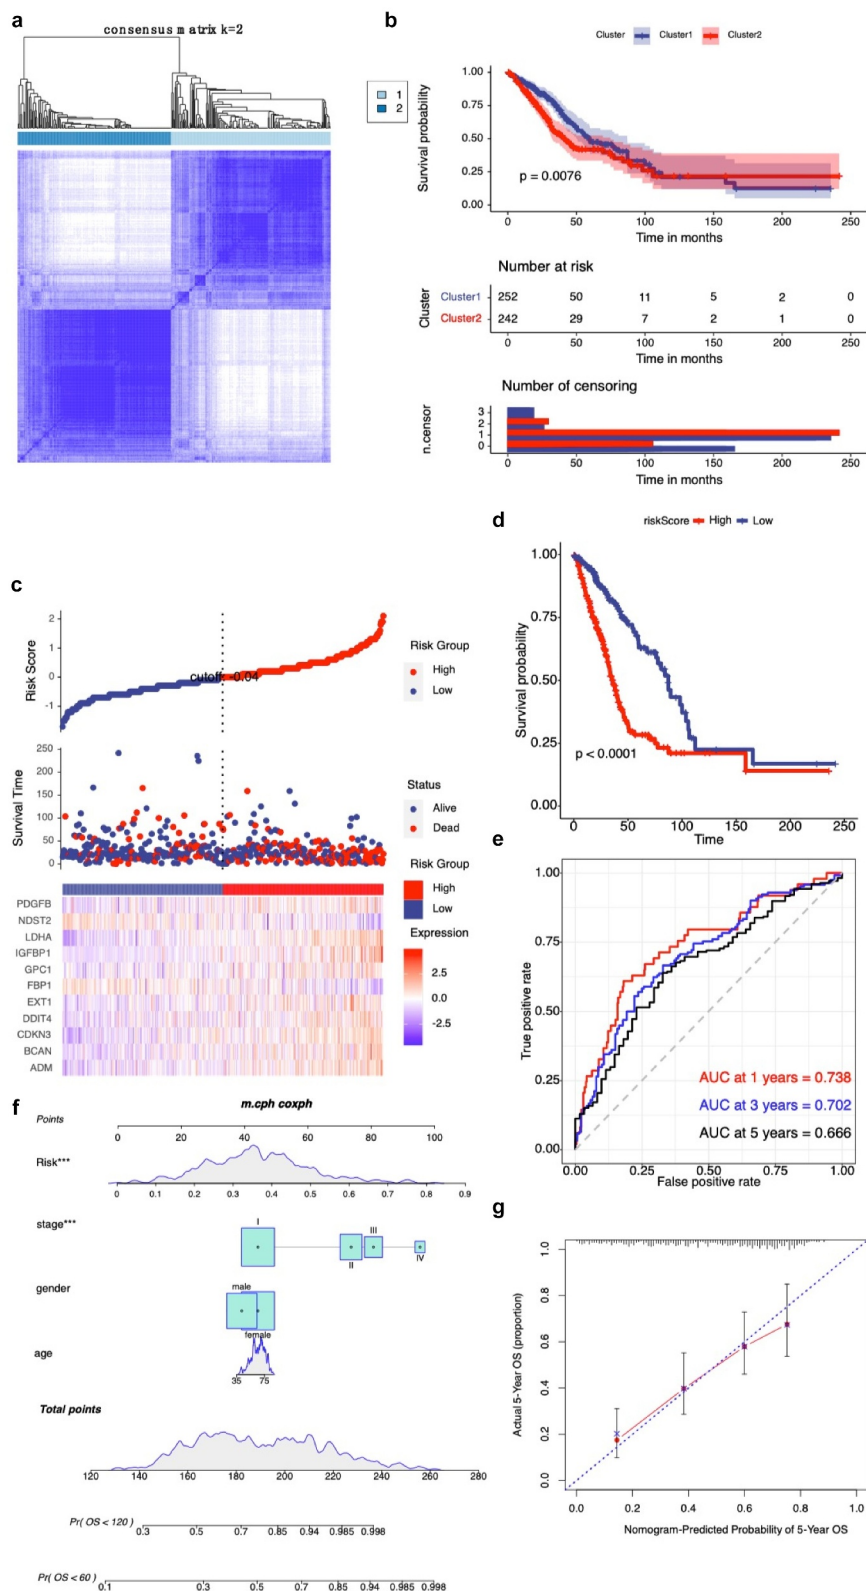 a
consensus matrix k=2
1
2
b
Cluster Cluster1 Cluster2
Survival probability
1.00
0.75
0.50
0.25
0.00
p = 0.0076
0 50 100 150 200 250
Time in months
Number at risk
Cluster
Cluster1 252 50 11 5 2 0
Cluster2 242 29 7 2 1 0
0 50 100 150 200 250
Time in months
Number of censoring
n.censor
3
2
1
0
0 50 100 150 200 250
Time in months
c
Risk Score
2
1
0
-1
cutoff -0.04
Risk Group
High
Low
Survival Time
250
200
150
100
50
0
Status
Alive
Dead
Risk Group
High
Low
PDGFB
NDST2
LDHA
IGFBP1
GPC1
FBP1
EXT1
DDIT4
CDKN3
BCAN
ADM
Expression
2.5
0.0
-2.5
d
riskScore High Low
Survival probability
1.00
0.75
0.50
0.25
0.00
p < 0.0001
0 50 100 150 200 250
Time
e
True positive rate
1.00
0.75
0.50
0.25
0.00
AUC at 1 years = 0.738
AUC at 3 years = 0.702
AUC at 5 years = 0.666
0.00 0.25 0.50 0.75 1.00
False positive rate
f
m.cph coxph
Points
0 20 40 60 80 100
Risk***
0 0.1 0.2 0.3 0.4 0.5 0.6 0.7 0.8 0.9
stage***
I
II
III
IV
gender
male
female
age
35 75
Total points
120 140 160 180 200 220 240 260 280
Pr( OS < 120 )
0.3 0.5 0.7 0.85 0.94 0.985 0.998
Pr( OS < 60 )
0.1 0.3 0.5 0.7 0.85 0.94 0.985 0.998
g
Actual 5-Year OS (proportion)
1.0
0.8
0.6
0.4
0.2
0.0
0.0 0.2 0.4 0.6 0.8 1.0
Nomogram-Predicted Probability of 5-Year OS